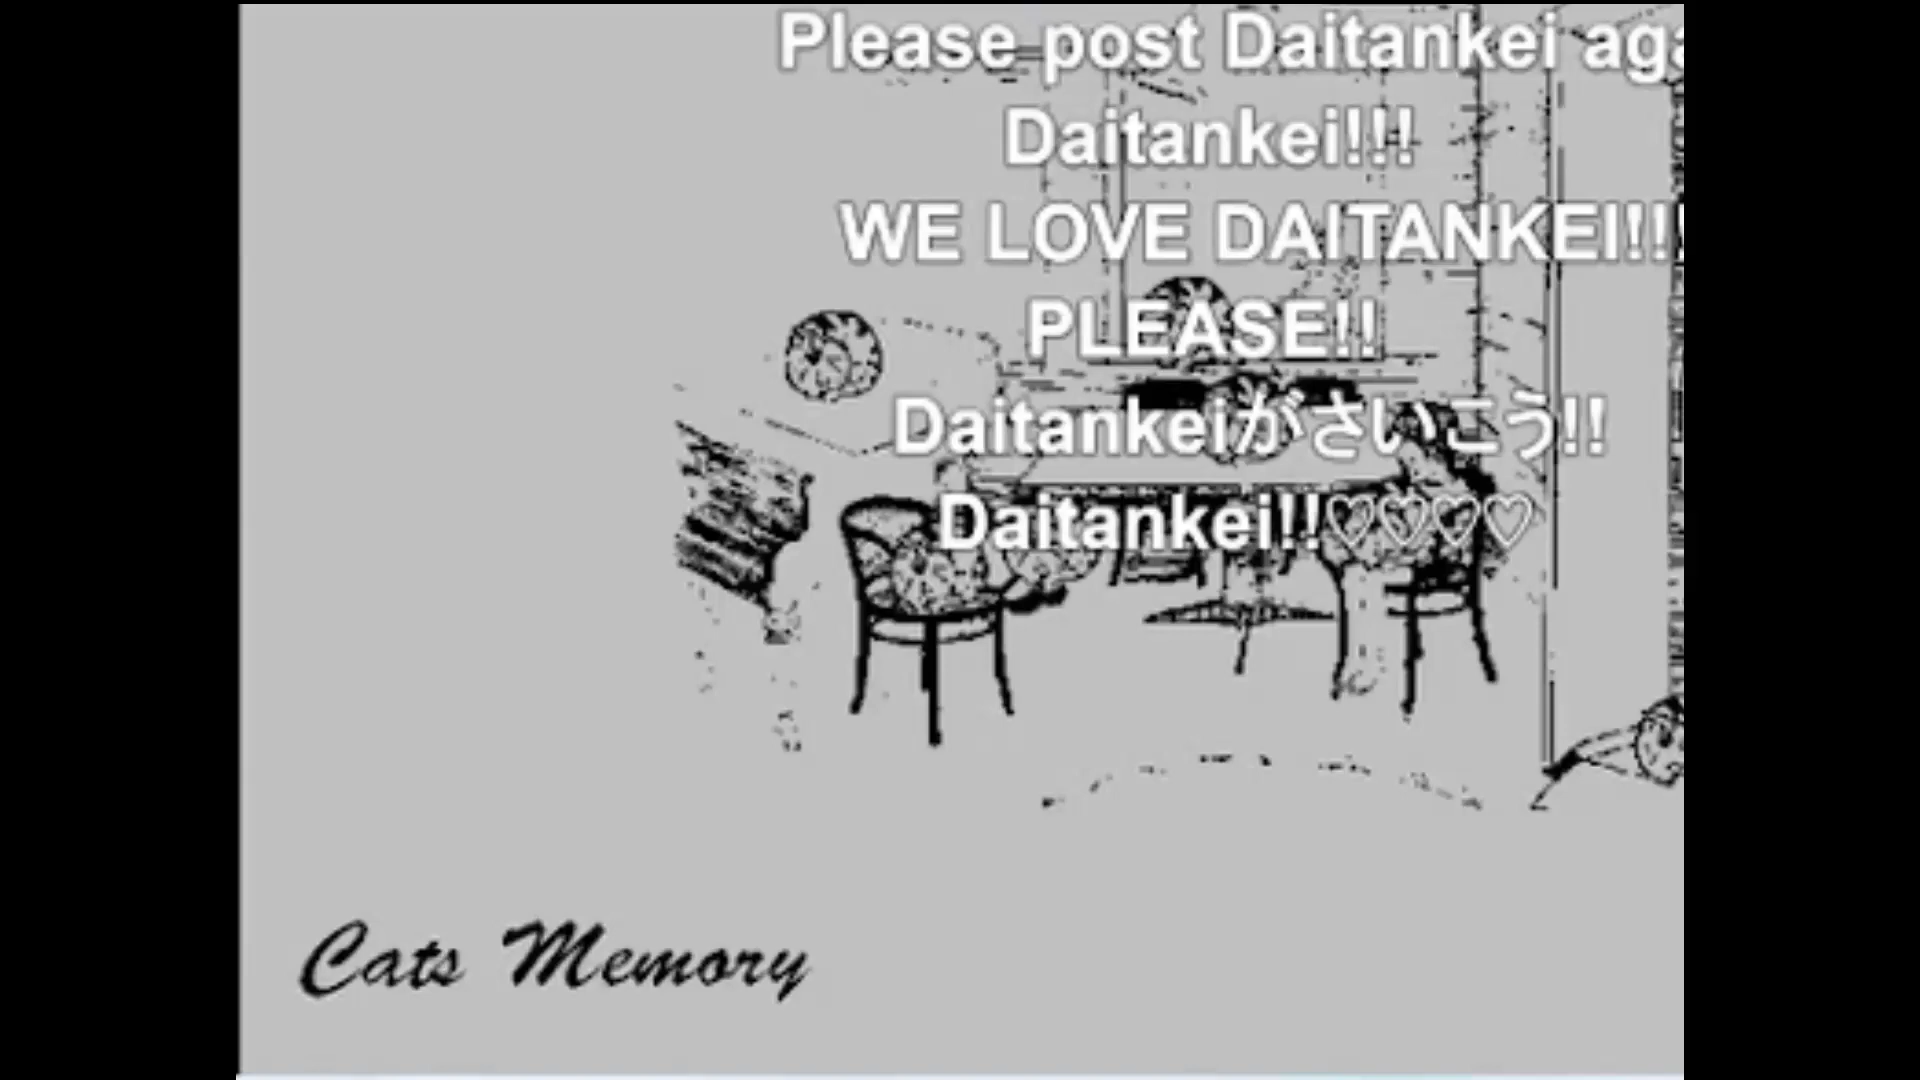 Please post Daitankei aga
Daitankei!!!
WE LOVE DAITANKEI!!!
PLEASE!!
Daitankeiがさいこう!!
Daitankei!!♡♡♡♡
Cats Memory